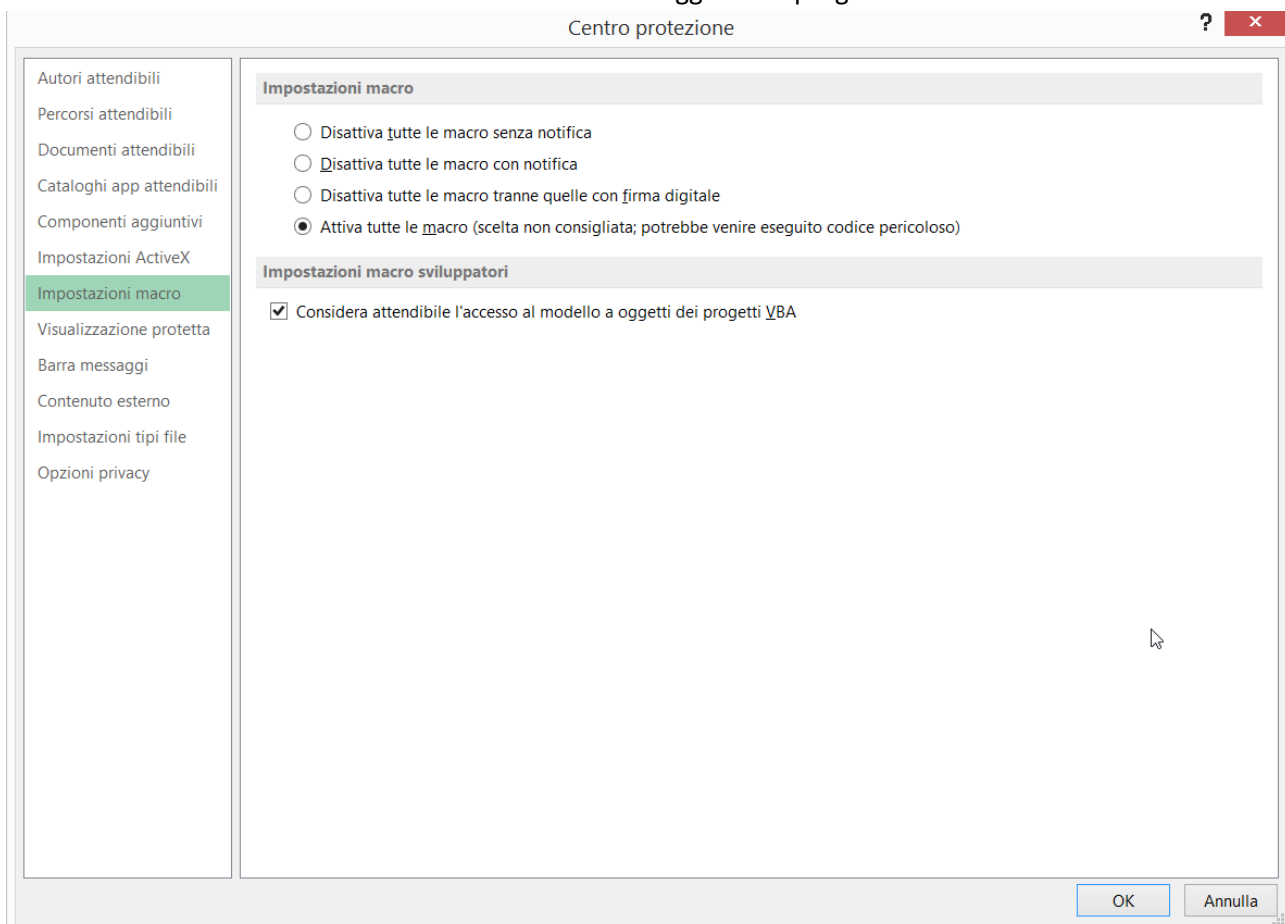 Centro protezione
?
Autori attendibili
Percorsi attendibili
Documenti attendibili
Cataloghi app attendibili
Componenti aggiuntivi
Impostazioni ActiveX
Impostazioni macro
Visualizzazione protetta
Barra messaggi
Contenuto esterno
Impostazioni tipi file
Opzioni privacy
Impostazioni macro
Disattiva tutte le macro senza notifica
Disattiva tutte le macro con notifica
Disattiva tutte le macro tranne quelle con firma digitale
Attiva tutte le macro (scelta non consigliata; potrebbe venire eseguito codice pericoloso)
Impostazioni macro sviluppatori
Considera attendibile l'accesso al modello a oggetti dei progetti VBA
OK
Annulla